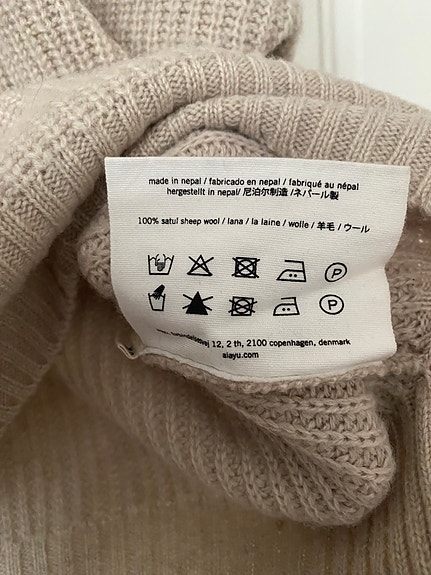 made in nepal / fabricado en nepal / fabriqué au népal
hergestellt in nepal/ 尼泊尔制造 /ネパール製
100% satul sheep wool / lana / la laine / wolle / 羊毛 / ウール
P
P
12, 2 th, 2100 copenhagen, denmark
aiayu.com